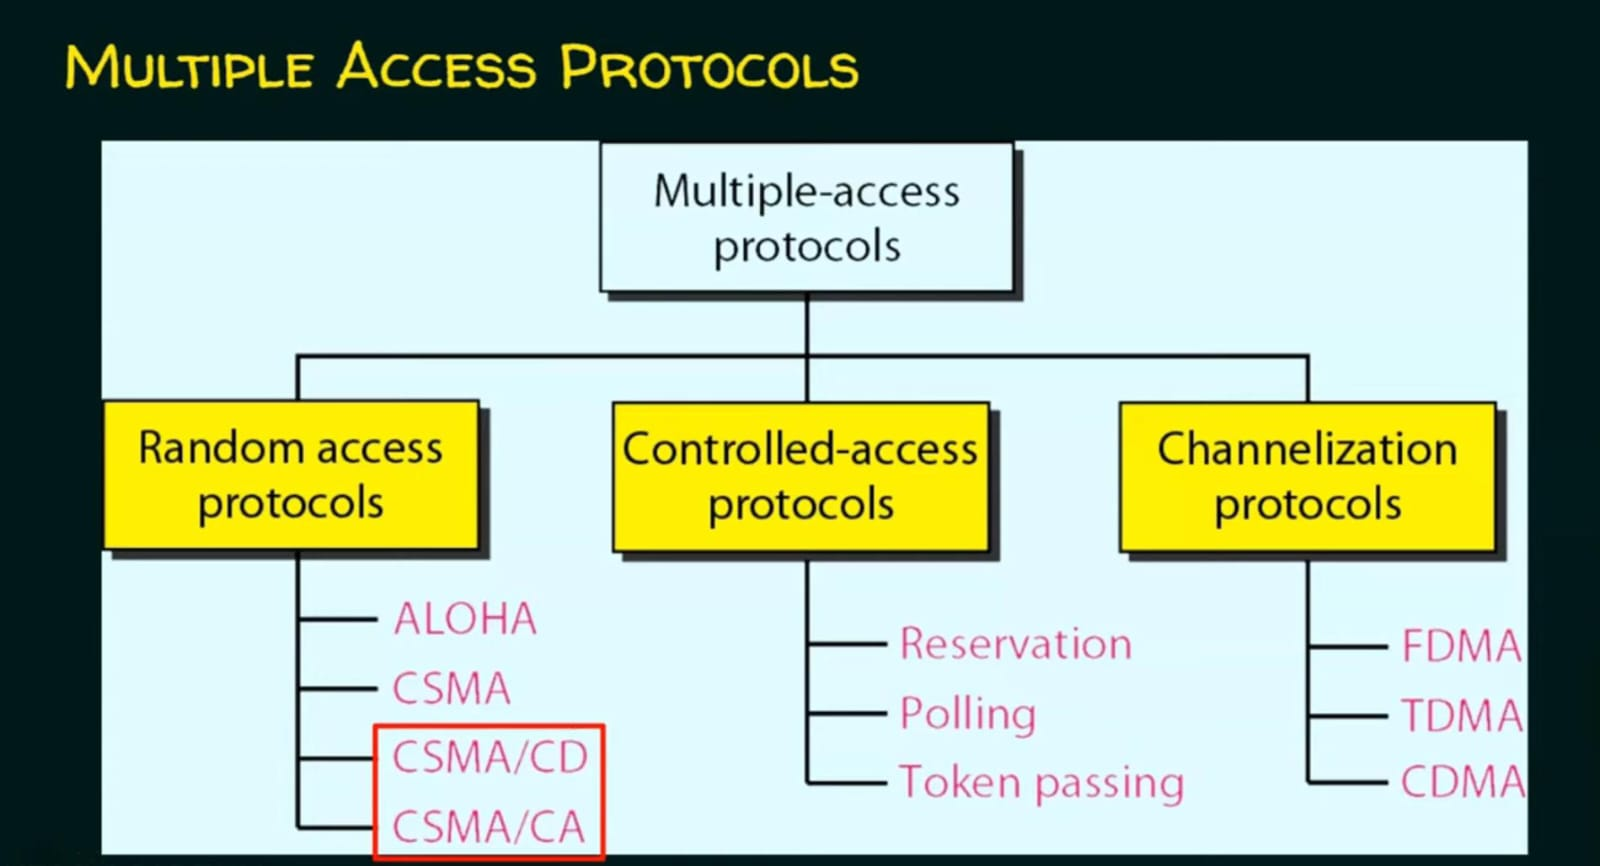 MULTIPLE ACCESS PROTOCOLS
Multiple-access
protocols
Random access
protocols
ALOHA
CSMA
CSMA/CD
CSMA/CA
Controlled-access
protocols
Reservation
Polling
Token passing
Channelization
protocols
FDMA
TDMA
CDMA